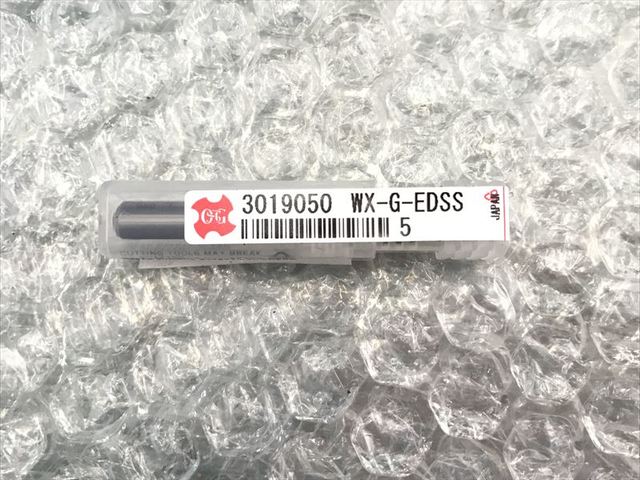 OSG 3019050 WX-G-EDSS
5
JAPAN
CUTTING TOOLS MAY BREAK